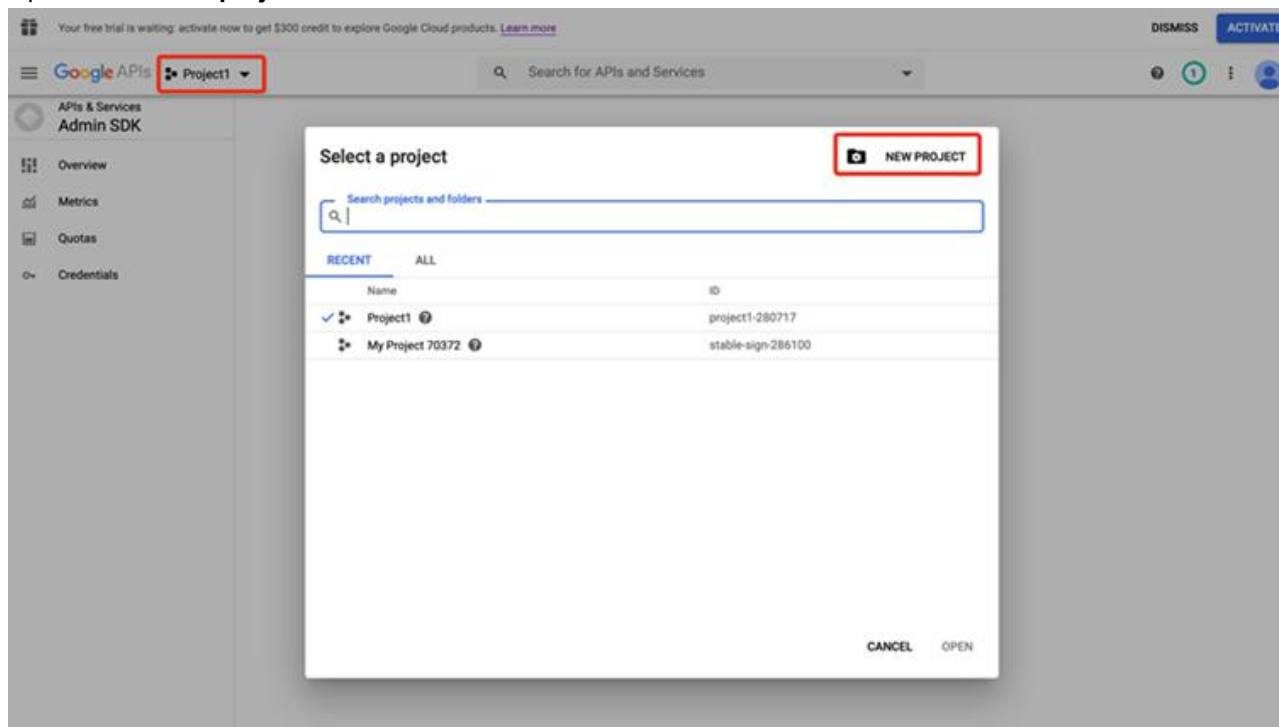 Your free trial is waiting: activate now to get $300 credit to explore Google Cloud products. Learn more
DISMISS
ACTIVATE
Google APIs
Project1
Search for APIs and Services
1
APIs & Services
Admin SDK
Overview
Metrics
Quotas
Credentials
Select a project
NEW PROJECT
Search projects and folders
RECENT ALL
Name ID
Project1 project1-280717
My Project 70372 stable-sign-286100
CANCEL OPEN